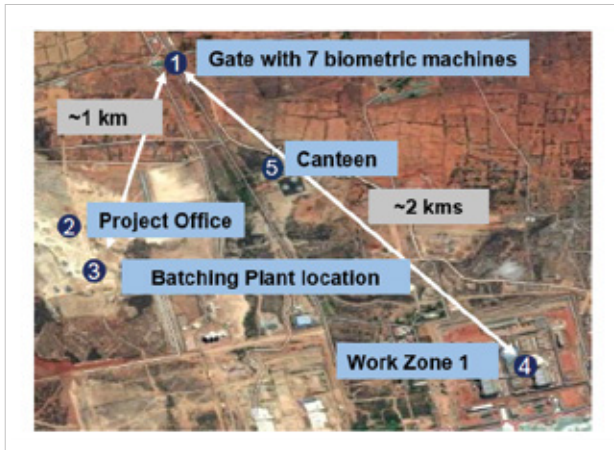 1 Gate with 7 biometric machines
~1 km
5 Canteen
~2 kms
2 Project Office
3 Batching Plant location
Work Zone 1 4